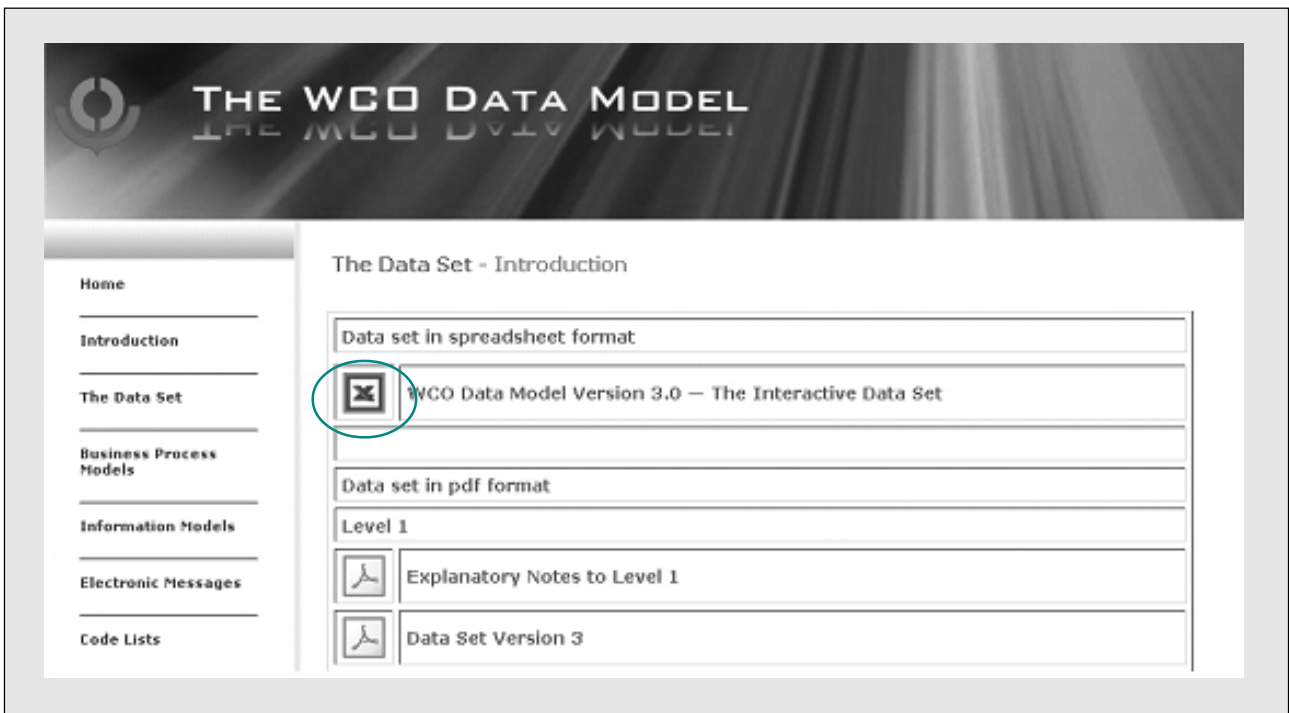 THE WCO DATA MODEL
Home
Introduction
The Data Set
Business Process
Models
Information Models
Electronic Messages
Code Lists
The Data Set - Introduction
Data set in spreadsheet format
WCO Data Model Version 3.0 — The Interactive Data Set
Data set in pdf format
Level 1
Explanatory Notes to Level 1
Data Set Version 3